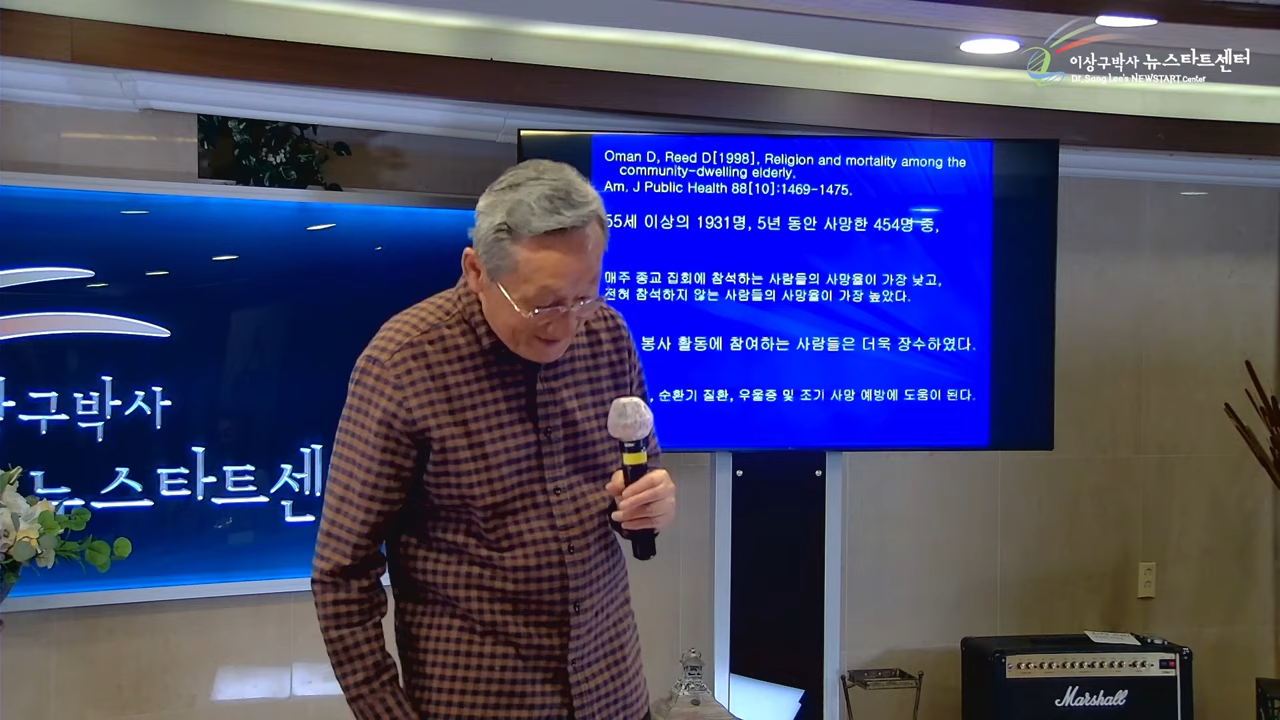 이상구박사 뉴스타트센터
Dr. Sang Lee's NEWSTART Center
Oman D, Reed D[1998], Religion and mortality among the
community-dwelling elderly.
Am. J Public Health 88[10]:1469-1475.
55세 이상의 1931명, 5년 동안 사망한 454명 중,
매주 종교 집회에 참석하는 사람들의 사망율이 가장 낮고,
전혀 참석하지 않는 사람들의 사망율이 가장 높았다.
봉사 활동에 참여하는 사람들은 더욱 장수하였다.
, 순환기 질환, 우울증 및 조기 사망 예방에 도움이 된다.
구박사
뉴스타트센
Marshall